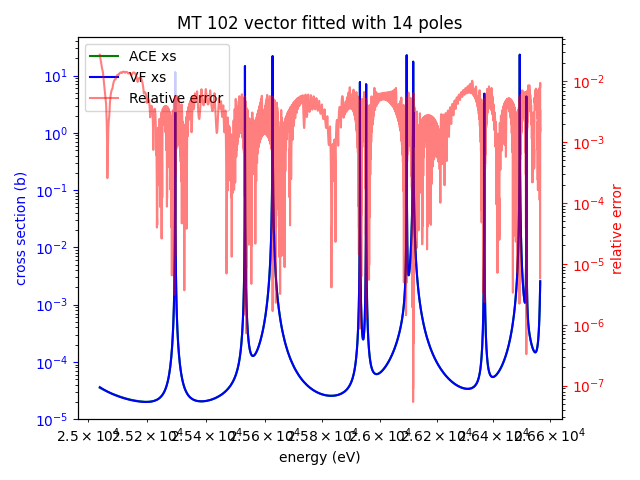 MT 102 vector fitted with 14 poles
ACE xs
VF xs
Relative error
cross section (b)
10¹
10⁰
10⁻¹
10⁻²
10⁻³
10⁻⁴
10⁻⁵
10⁻²
10⁻³
10⁻⁴
10⁻⁵
10⁻⁶
10⁻⁷
relative error
2.5 × 10⁴ 2.52 × 10⁴ 2.54 × 10⁴ 2.56 × 10⁴ 2.58 × 10⁴ 2.6 × 10⁴ 2.62 × 10⁴ 2.64 × 10⁴ 2.66 × 10⁴
energy (eV)